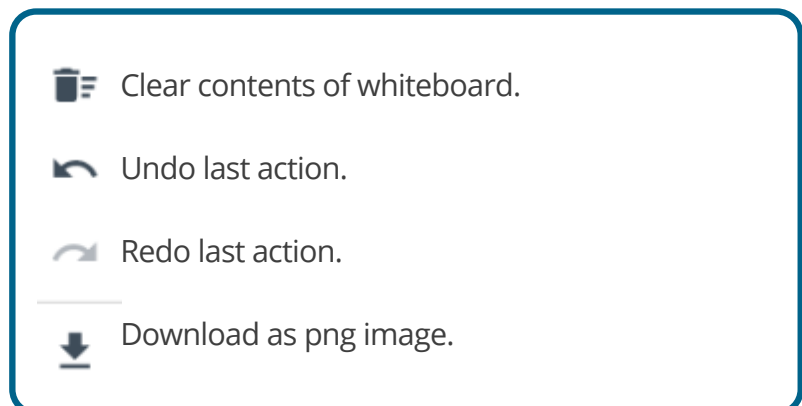 Clear contents of whiteboard.
Undo last action.
Redo last action.
Download as png image.